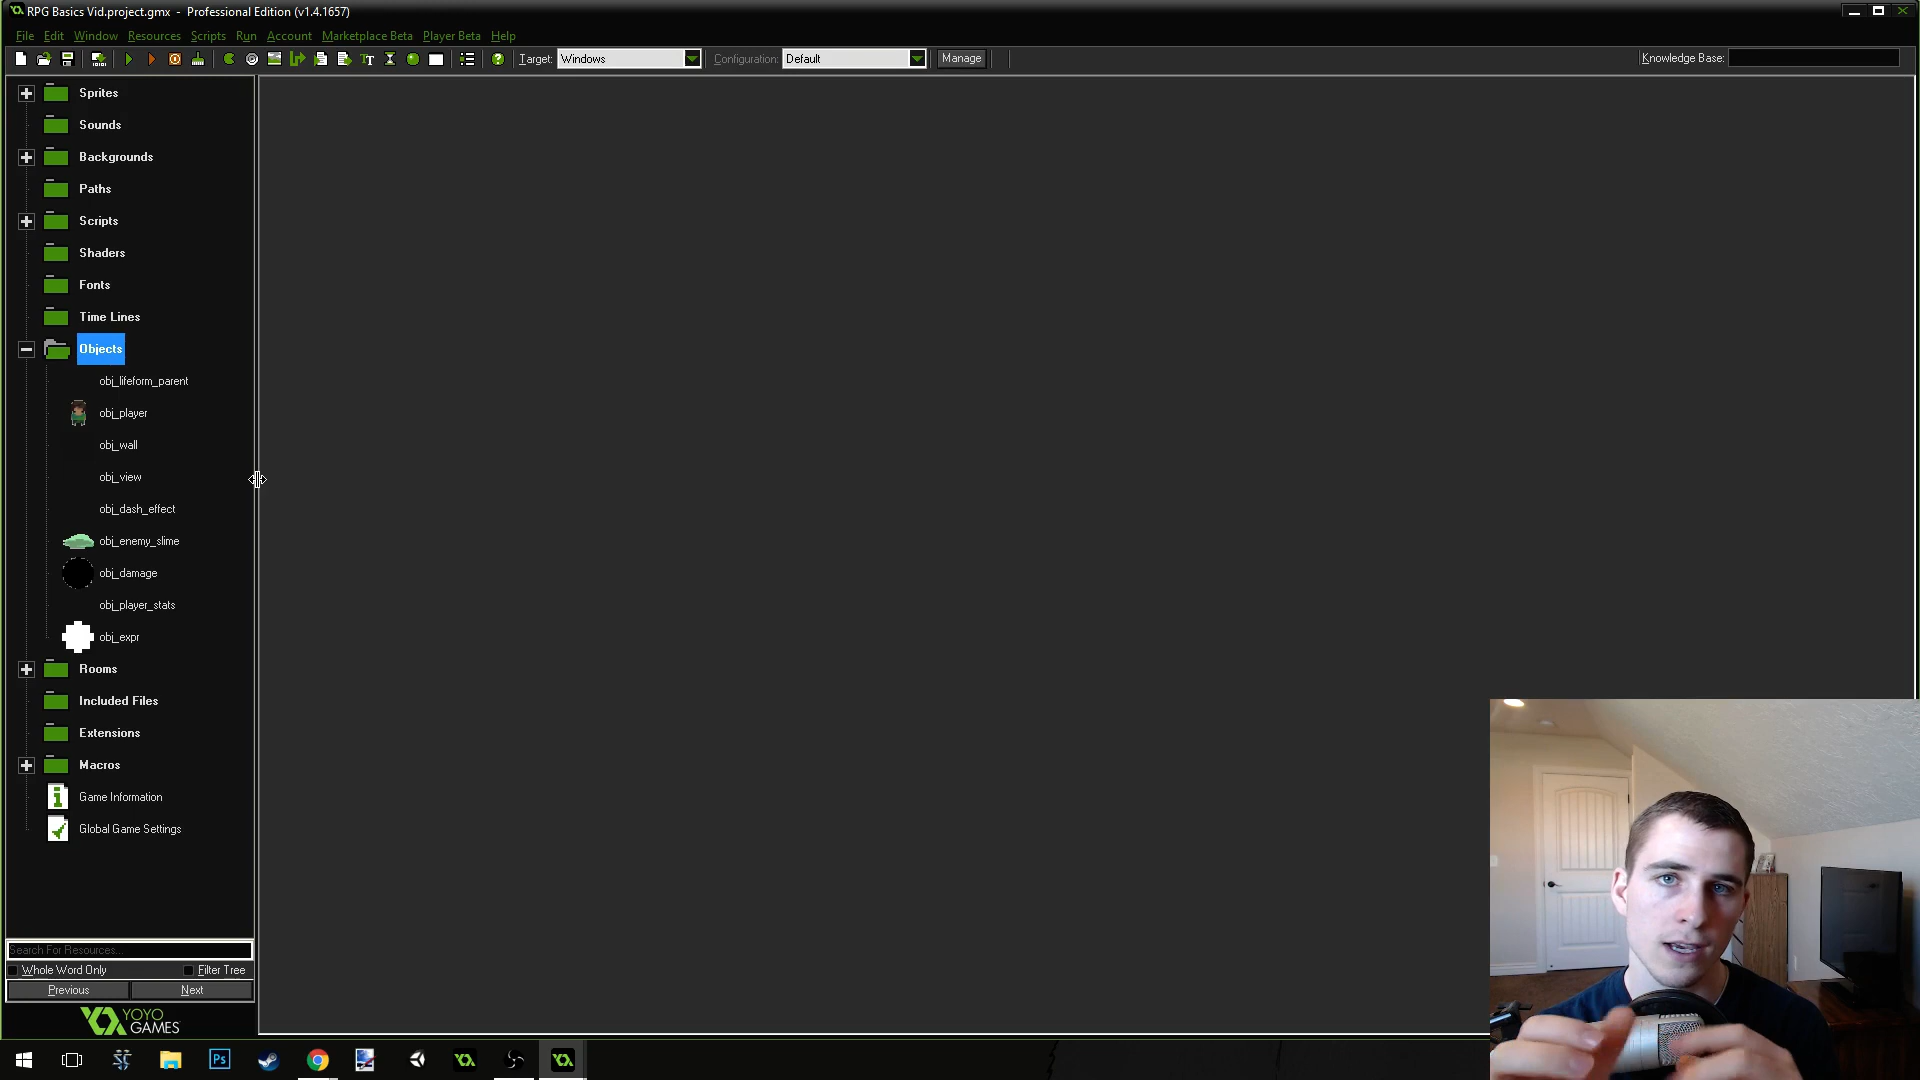 RPG Basics Vid.project.gmx - Professional Edition (v1.4.1657)
File Edit Window Resources Scripts Run Account Marketplace Beta Player Beta Help
Target: Windows Configuration: Default Manage Knowledge Base:
Sprites
Sounds
Backgrounds
Paths
Scripts
Shaders
Fonts
Time Lines
Objects
obj_lifeform_parent
obj_player
obj_wall
obj_view
obj_dash_effect
obj_enemy_slime
obj_damage
obj_player_stats
obj_expr
Rooms
Included Files
Extensions
Macros
Game Information
Global Game Settings
Search For Resources...
Whole Word Only Filter Tree
Previous Next
YOYO
GAMES
Ps